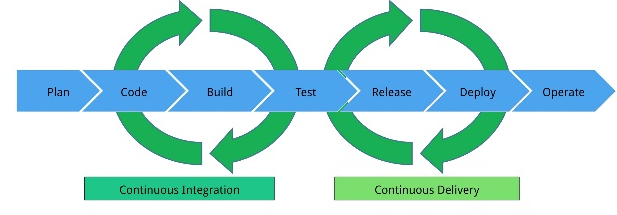 Plan Code Build Test Release Deploy Operate
Continuous Integration Continuous Delivery